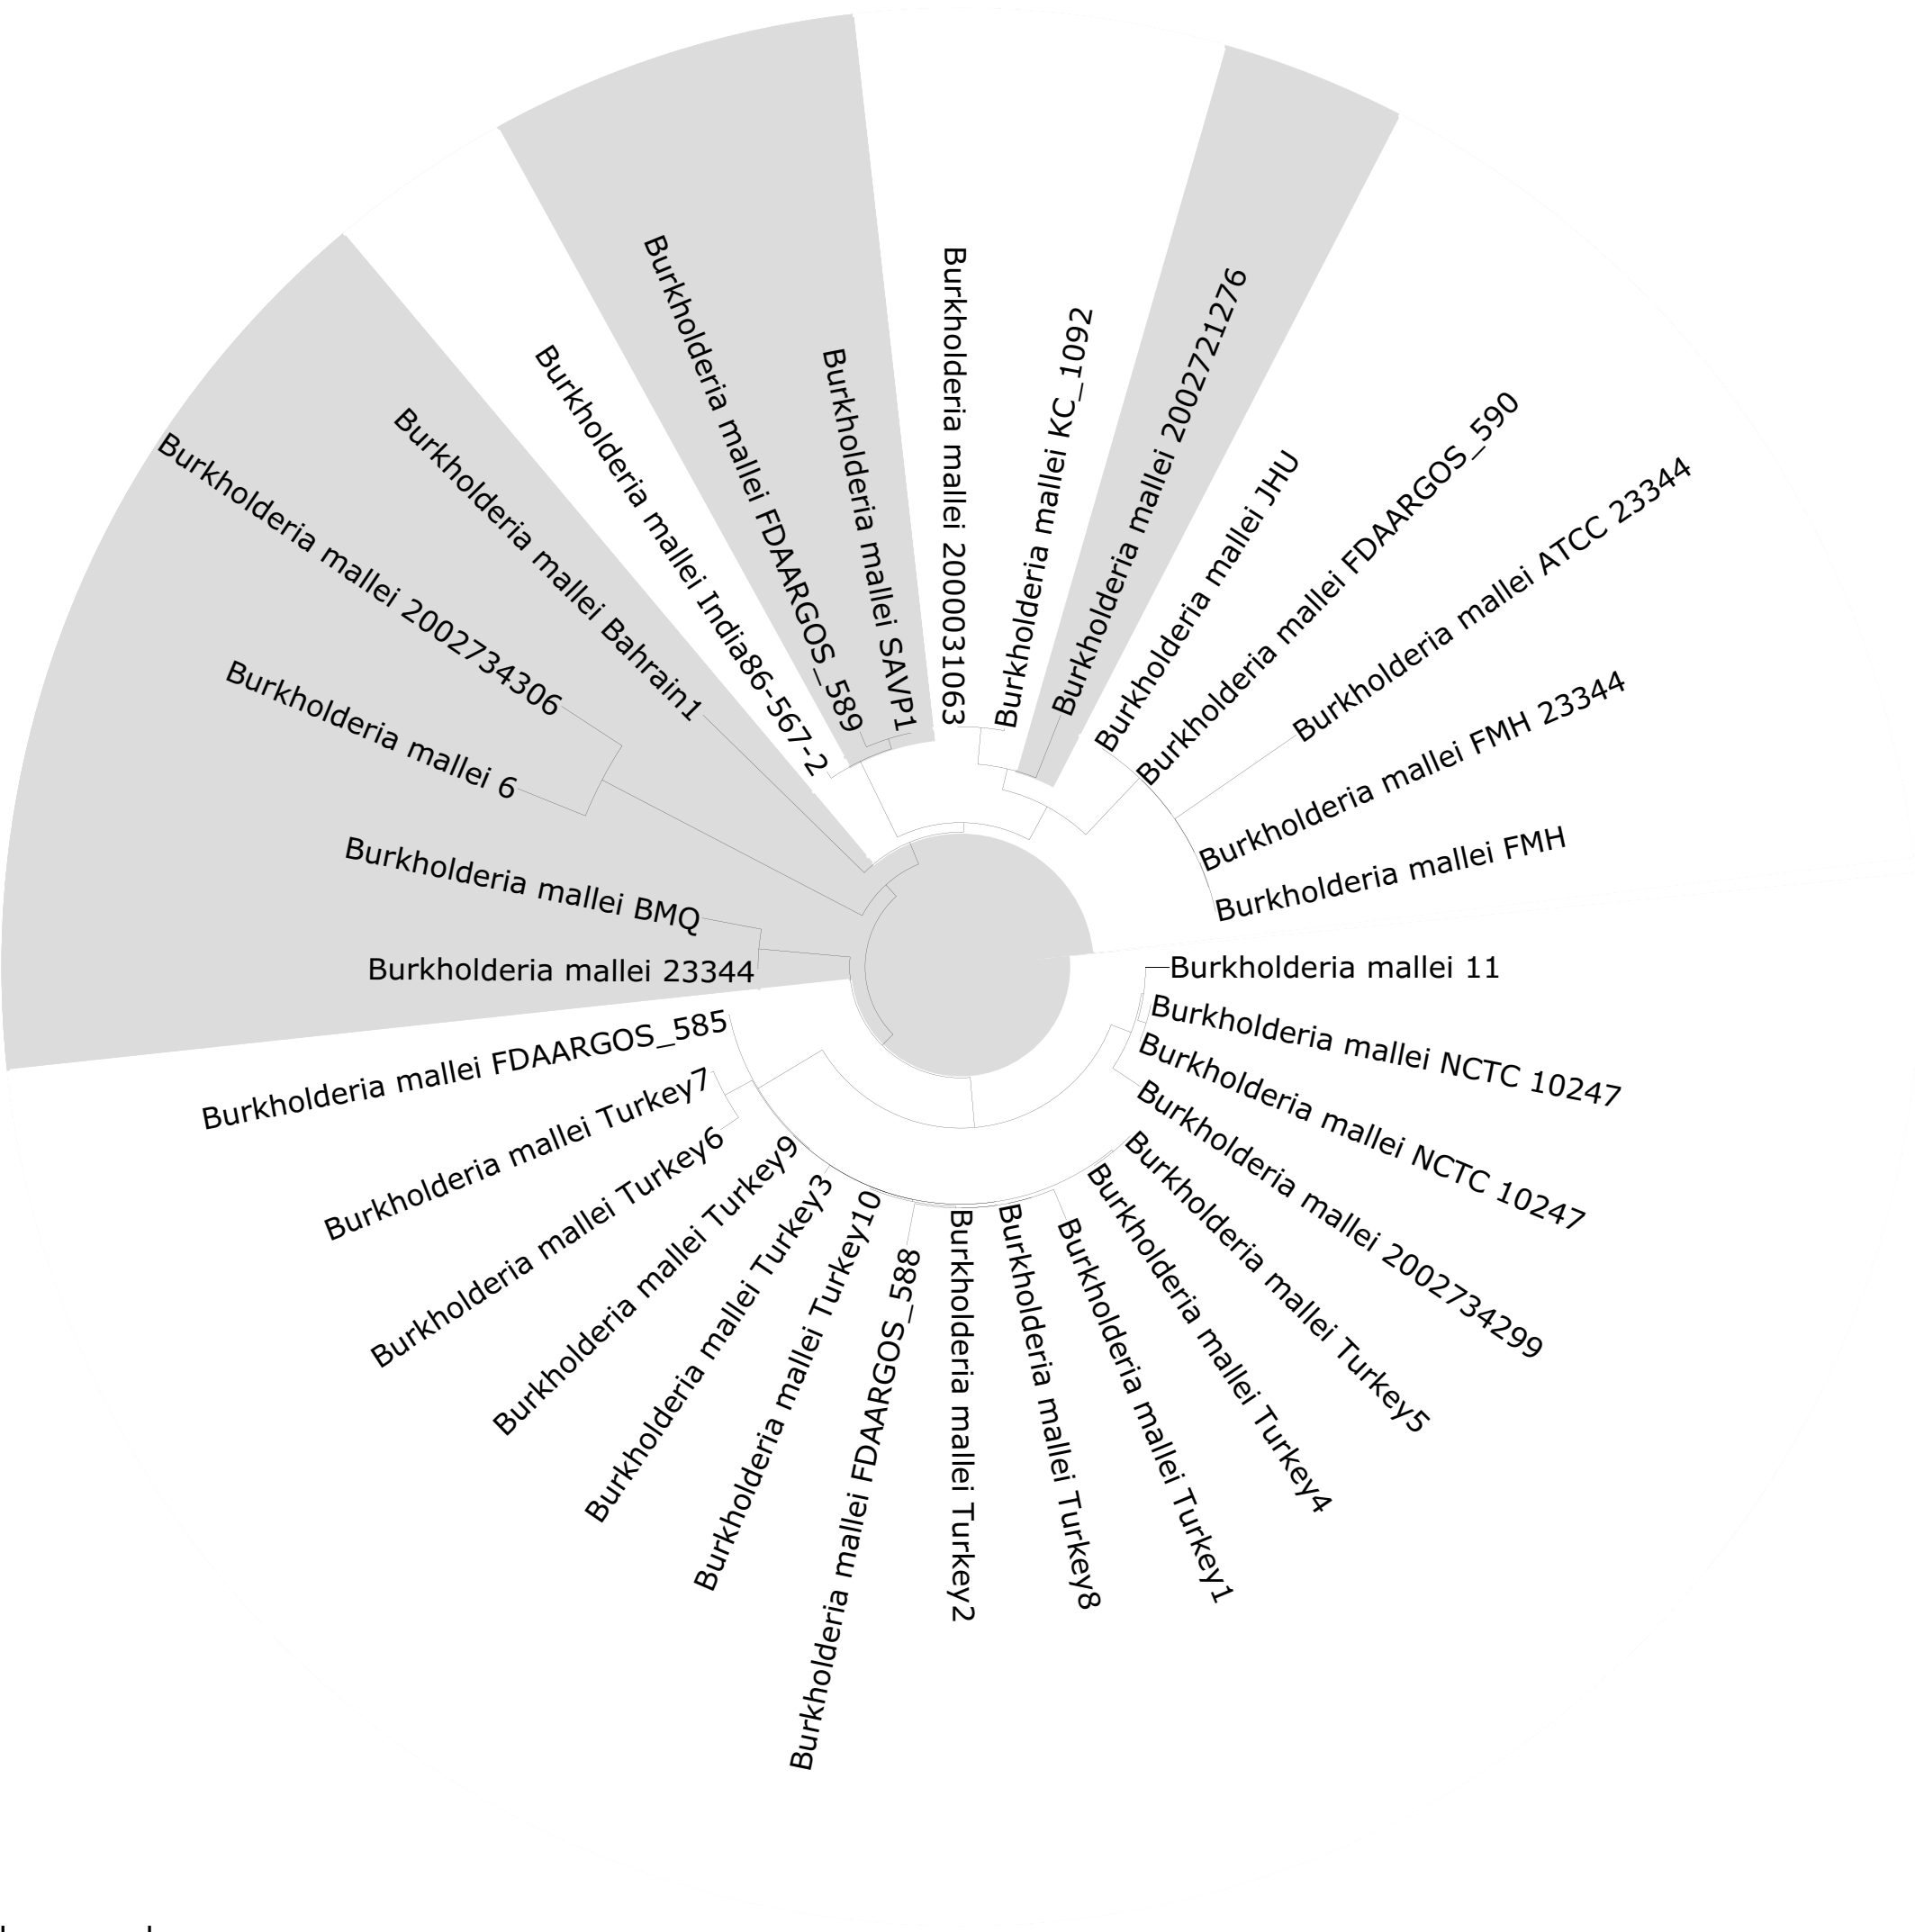 Burkholderia mallei 2000031063
Burkholderia mallei KC_1092
Burkholderia mallei 2002721276
Burkholderia mallei JHU
Burkholderia mallei FDAARGOS_590
Burkholderia mallei ATCC 23344
Burkholderia mallei FMH 23344
Burkholderia mallei FMH
Burkholderia mallei 11
Burkholderia mallei NCTC 10247
Burkholderia mallei NCTC 10247
Burkholderia mallei 2002734299
Burkholderia mallei Turkey5
Burkholderia mallei Turkey4
Burkholderia mallei Turkey1
Burkholderia mallei Turkey8
Burkholderia mallei Turkey2
Burkholderia mallei FDAARGOS_588
Burkholderia mallei Turkey10
Burkholderia mallei Turkey3
Burkholderia mallei Turkey9
Burkholderia mallei Turkey6
Burkholderia mallei Turkey7
Burkholderia mallei FDAARGOS_585
Burkholderia mallei 23344
Burkholderia mallei BMQ
Burkholderia mallei 6
Burkholderia mallei 2002734306
Burkholderia mallei Bahrain1
Burkholderia mallei India86-567-2
Burkholderia mallei FDAARGOS_589
Burkholderia mallei SAVP1